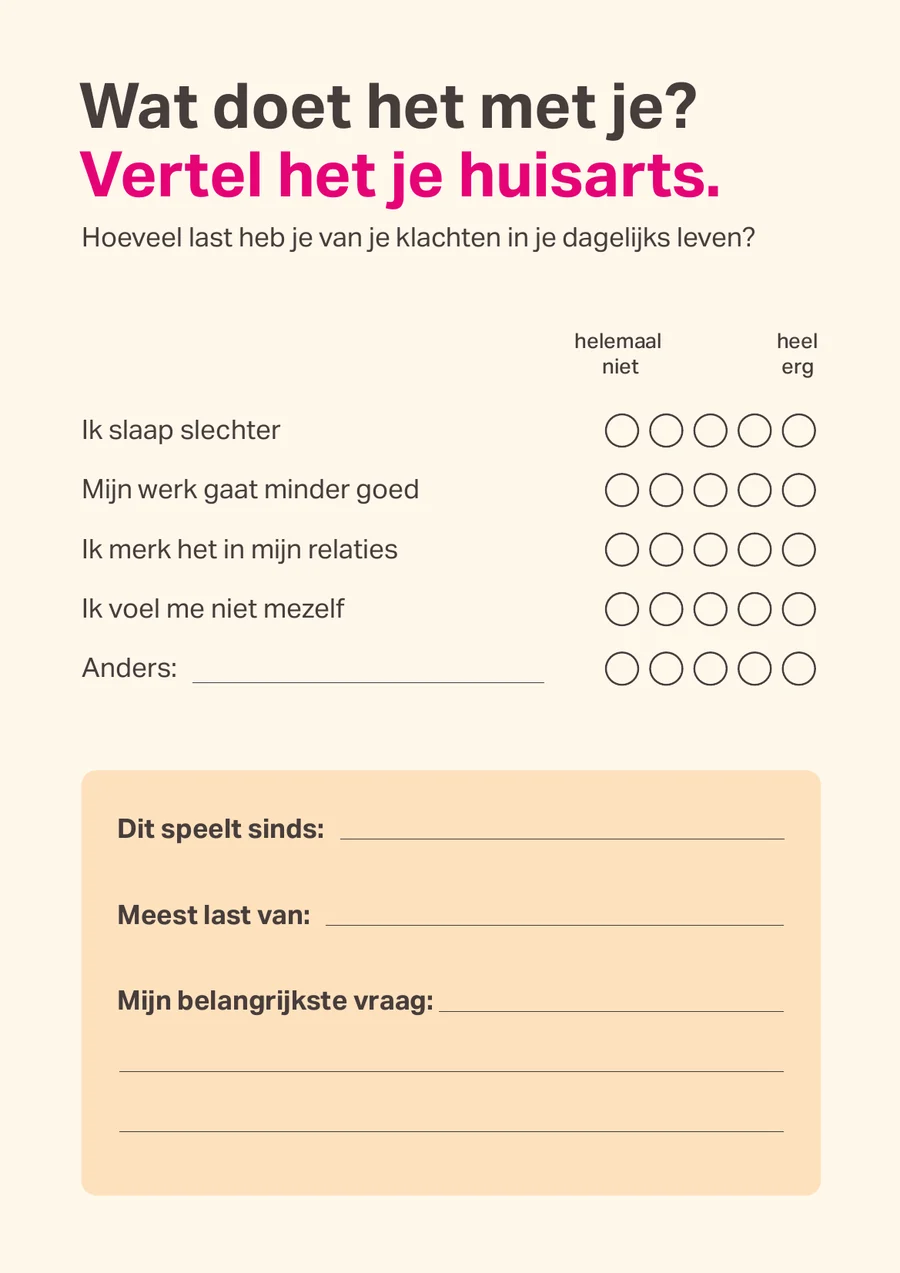 Wat doet het met je?
Vertel het je huisarts.
Hoeveel last heb je van je klachten in je dagelijks leven?
helemaal niet
heel erg
Ik slaap slechter
Mijn werk gaat minder goed
Ik merk het in mijn relaties
Ik voel me niet mezelf
Anders:
Dit speelt sinds:
Meest last van:
Mijn belangrijkste vraag: